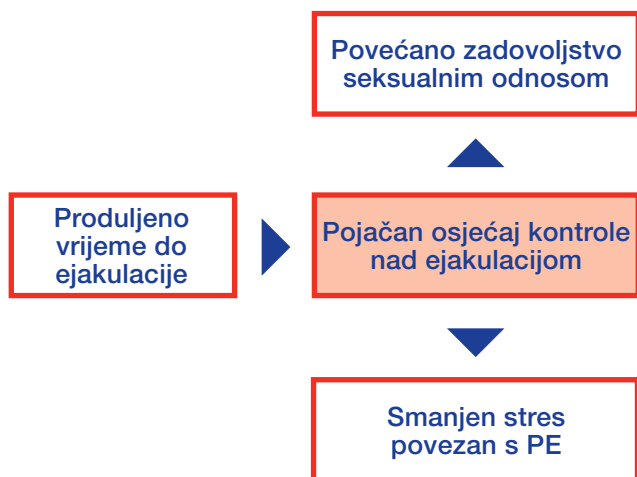 Povećano zadovoljstvo
seksualnim odnosom
Produljeno
vrijeme do
ejakulacije
Pojačan osjećaj kontrole
nad ejakulacijom
Smanjen stres
povezan s PE